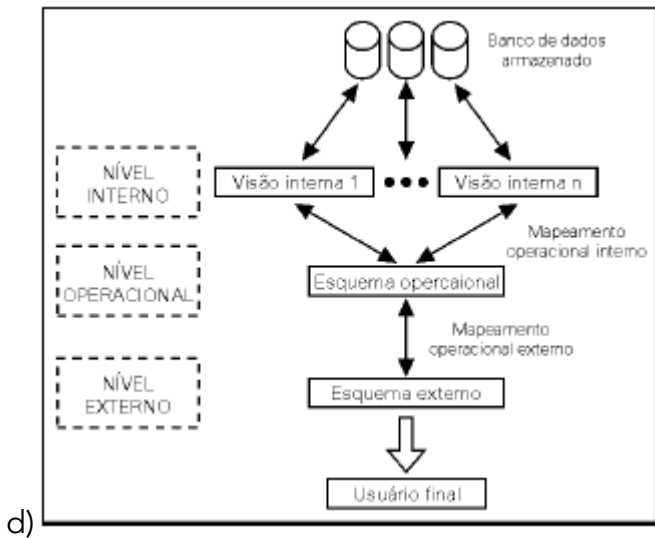 Banco de dados
armazenado
NÍVEL
INTERNO
Visão interna 1
Visão interna n
Mapeamento
operacional interno
NÍVEL
OPERACIONAL
Esquema opercaional
Mapeamento
operacional externo
NÍVEL
EXTERNO
Esquema externo
Usuário final
d)